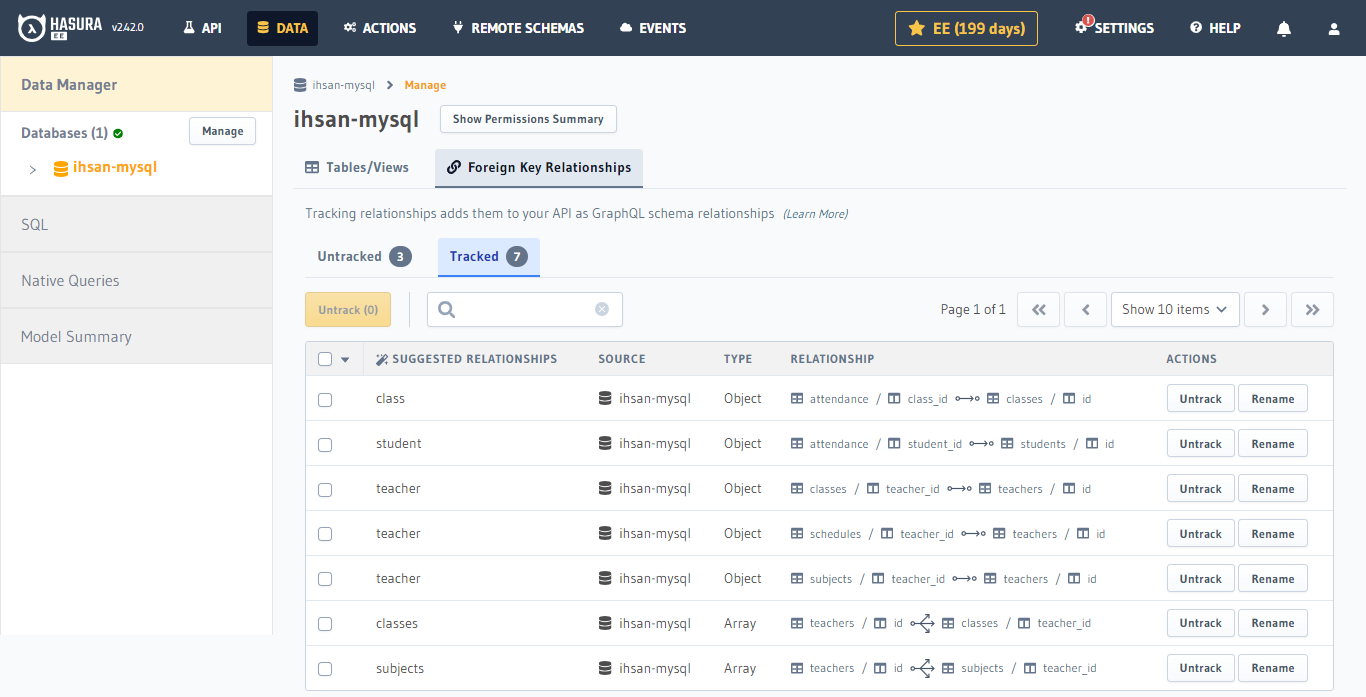 HASURA EE v2.42.0 API DATA ACTIONS REMOTE SCHEMAS EVENTS EE (199 days) ! SETTINGS HELP
Data Manager
Databases (1) Manage
ihsan-mysql
SQL
Native Queries
Model Summary
ihsan-mysql > Manage
ihsan-mysql Show Permissions Summary
Tables/Views Foreign Key Relationships
Tracking relationships adds them to your API as GraphQL schema relationships (Learn More)
Untracked 3 Tracked 7
Untrack (0) Page 1 of 1 Show 10 items
SUGGESTED RELATIONSHIPS SOURCE TYPE RELATIONSHIP ACTIONS
class ihsan-mysql Object attendance / class_id classes / id Untrack Rename
student ihsan-mysql Object attendance / student_id students / id Untrack Rename
teacher ihsan-mysql Object classes / teacher_id teachers / id Untrack Rename
teacher ihsan-mysql Object schedules / teacher_id teachers / id Untrack Rename
teacher ihsan-mysql Object subjects / teacher_id teachers / id Untrack Rename
classes ihsan-mysql Array teachers / id classes / teacher_id Untrack Rename
subjects ihsan-mysql Array teachers / id subjects / teacher_id Untrack Rename